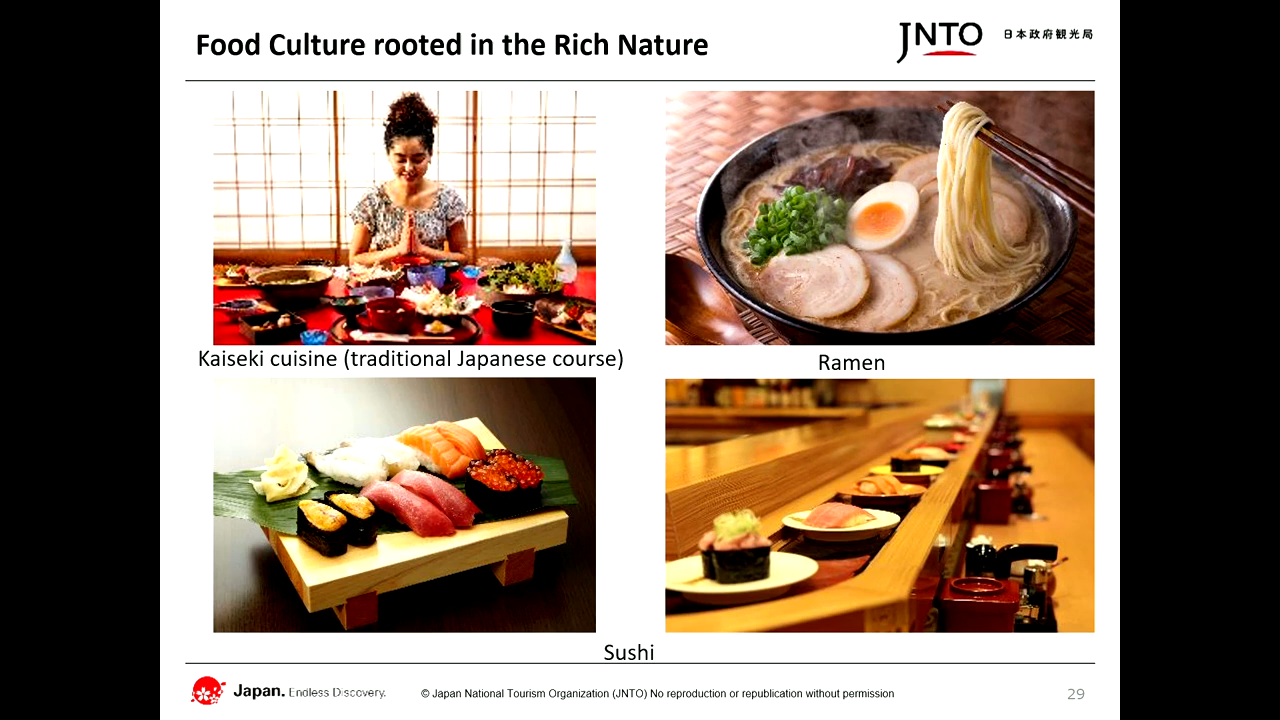 Food Culture rooted in the Rich Nature
JNTO 日本政府観光局
Kaiseki cuisine (traditional Japanese course)
Ramen
Sushi
Japan. Endless Discovery.
© Japan National Tourism Organization (JNTO) No reproduction or republication without permission
29